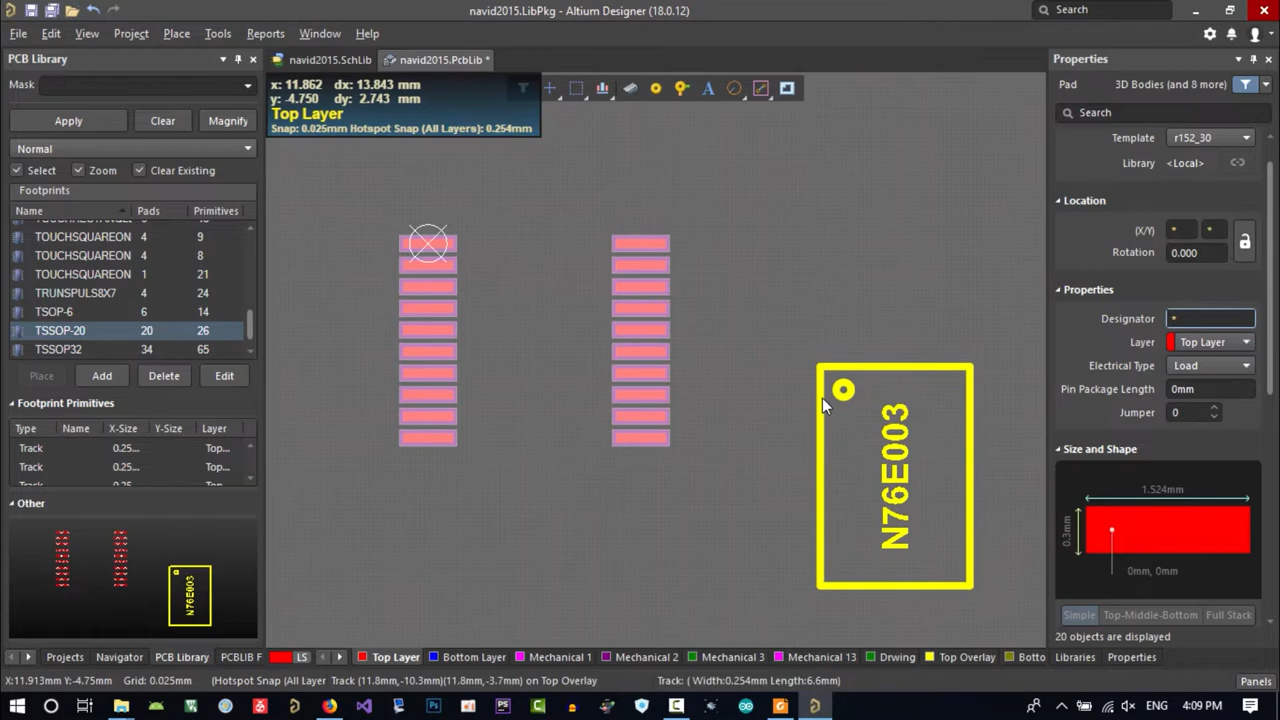 navid2015.LibPkg - Altium Designer (18.0.12)
Search
File Edit View Project Place Tools Reports Window Help
PCB Library
navid2015.SchLib
navid2015.PcbLib *
Properties
Mask
x: 11.862 dx: 13.843 mm
y: -4.750 dy: 2.743 mm
Top Layer
Snap: 0.025mm Hotspot Snap (All Layers): 0.254mm
Pad
3D Bodies (and 8 more)
Search
Apply Clear Magnify
Normal
Template r152_30
Library <Local>
Select Zoom Clear Existing
Footprints
Name Pads Primitives
TOUCHSQUAREON 4 9
TOUCHSQUAREON 4 8
TOUCHSQUAREON 1 21
TRUNSPULS8X7 4 24
TSOP-6 6 14
TSSOP-20 20 26
TSSOP32 34 65
Place Add Delete Edit
Location
(X/Y) * *
Rotation 0.000
Properties
Designator *
Layer Top Layer
Electrical Type Load
Pin Package Length 0mm
Jumper 0
Footprint Primitives
Type Name X-Size Y-Size Layer
Track 0.25... Top...
Track 0.25... Top...
Track 0.25... Top...
Other
N76E003
N76E003
Size and Shape
1.524mm
0.3mm
0mm, 0mm
Simple Top-Middle-Bottom Full Stack
20 objects are displayed
Projects Navigator PCB Library PCBLIB F
LS Top Layer Bottom Layer Mechanical 1 Mechanical 2 Mechanical 3 Mechanical 13 Drwing Top Overlay Botto
Libraries Properties
X:11.913mm Y:-4.75mm Grid: 0.025mm (Hotspot Snap (All Layer Track (11.8mm,-10.3mm)(11.8mm,-3.7mm) on Top Overlay Track: ( Width:0.254mm Length:6.6mm)
Panels
ENG 4:09 PM